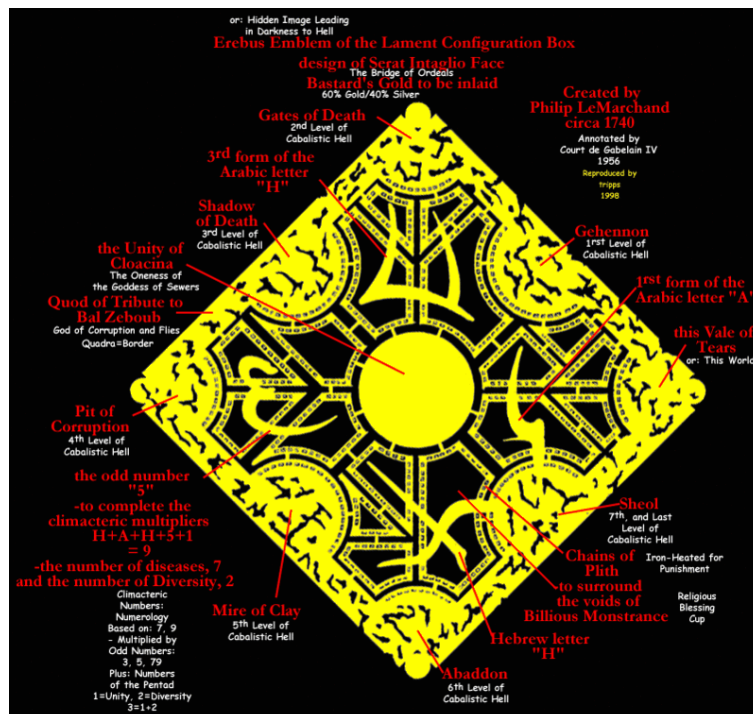 or: Hidden Image Leading
in Darkness to Hell
Erebus Emblem of the Lament Configuration Box
design of Serat Intaglio Face
The Bridge of Ordeals
Bastard's Gold to be inlaid
60% Gold/40% Silver
Created by
Philip LeMarchand
circa 1740
Annotated by
Court de Gabelain IV
1956
Reproduced by
tripps
1998
Gates of Death
2nd Level of
Cabalistic Hell
3rd form of the
Arabic letter
"H"
Shadow
of Death
3rd Level of
Cabalistic Hell
Gehennon
1rst Level of
Cabalistic Hell
the Unity of
Cloacina
The Oneness of
the Goddess of Sewers
1rst form of the
Arabic letter "A"
Quod of Tribute to
Bal Zeboub
God of Corruption and Flies
Quadra=Border
this Vale of
Tears
or: This World
Pit of
Corruption
4th Level of
Cabalistic Hell
the odd number
"5"
-to complete the
climacteric multipliers
H+A+H+5+1
= 9
-the number of diseases, 7
and the number of Diversity, 2
Sheol
7th, and Last
Level of
Cabalistic Hell
Chains of
Plith
Iron-Heated for
Punishment
to surround
the voids of
Billious Monstrance
Religious
Blessing
Cup
Climacteric
Numbers:
Numerology
Based on: 7, 9
- Multiplied by
Odd Numbers:
3, 5, 79
Plus: Numbers
of the Pentad
1=Unity, 2=Diversity
3=1+2
Mire of Clay
5th Level of
Cabalistic Hell
Hebrew letter
"H"
Abaddon
6th Level of
Cabalistic Hell